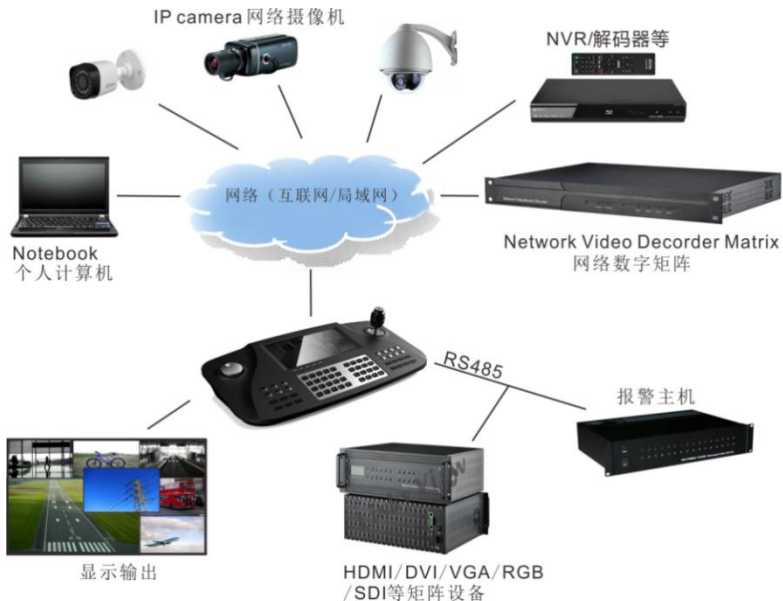 IP camera 网络摄像机
NVR/解码器等
网络（互联网/局域网）
Notebook
个人计算机
Network Video Decorder Matrix
网络数字矩阵
RS485
报警主机
显示输出
HDMI/DVI/VGA/RGB
/SDI等矩阵设备